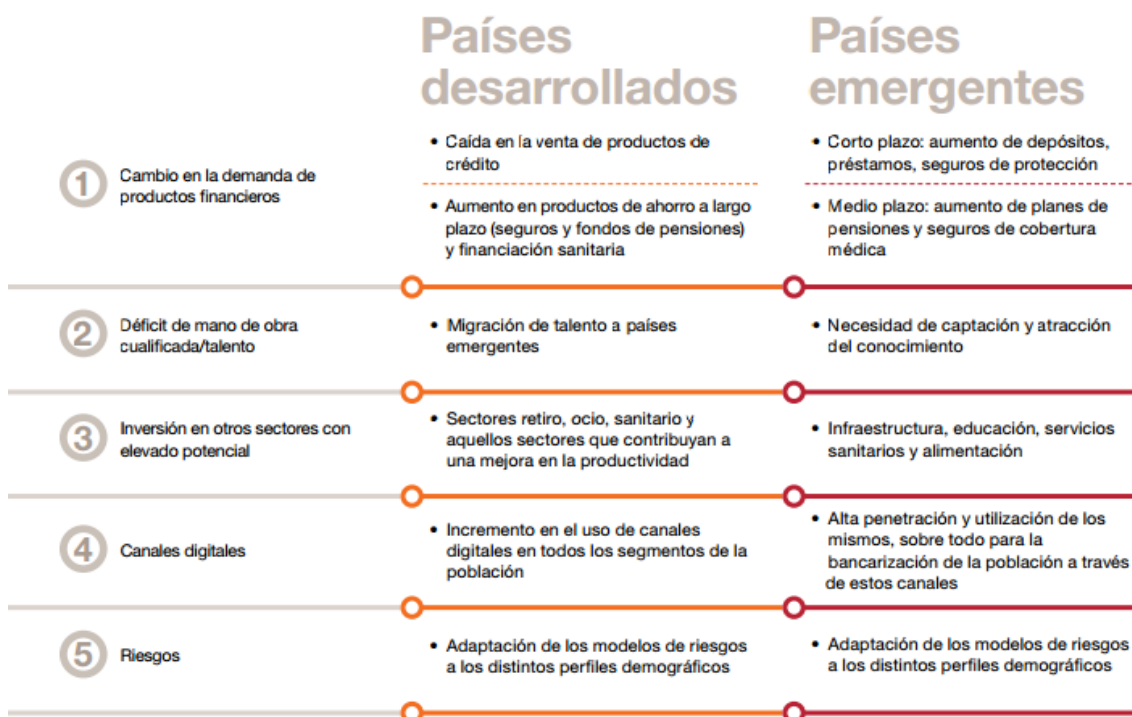 Países
desarrollados
Países
emergentes
1
Cambio en la demanda de
productos financieros
• Caída en la venta de productos de
crédito
• Aumento en productos de ahorro a largo
plazo (seguros y fondos de pensiones)
y financiación sanitaria
• Corto plazo: aumento de depósitos,
préstamos, seguros de protección
• Medio plazo: aumento de planes de
pensiones y seguros de cobertura
médica
2
Déficit de mano de obra
cualificada/talento
• Migración de talento a países
emergentes
• Necesidad de captación y atracción
del conocimiento
3
Inversión en otros sectores con
elevado potencial
• Sectores retiro, ocio, sanitario y
aquellos sectores que contribuyan a
una mejora en la productividad
• Infraestructura, educación, servicios
sanitarios y alimentación
4
Canales digitales
• Incremento en el uso de canales
digitales en todos los segmentos de la
población
• Alta penetración y utilización de los
mismos, sobre todo para la
bancarización de la población a través
de estos canales
5
Riesgos
• Adaptación de los modelos de riesgos
a los distintos perfiles demográficos
• Adaptación de los modelos de riesgos
a los distintos perfiles demográficos